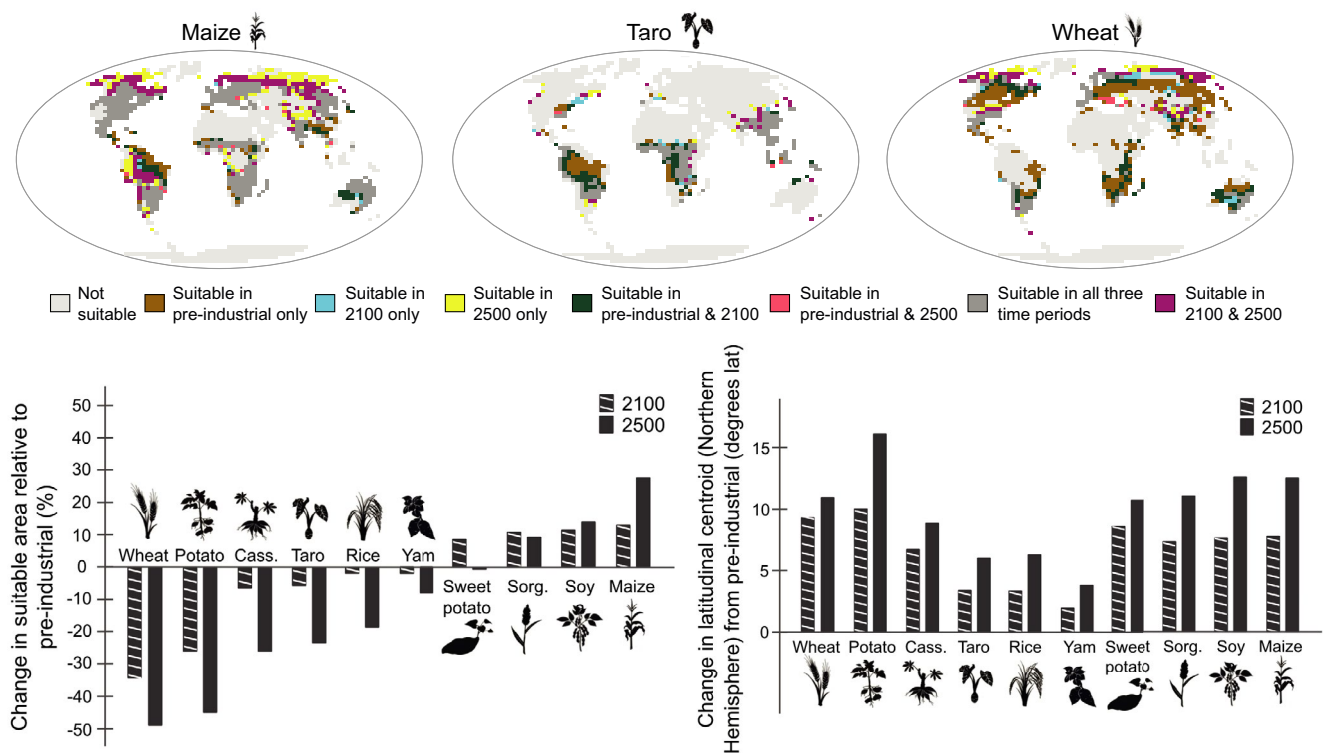 Maize
Taro
Wheat
Not
suitable
Suitable in
pre-industrial only
Suitable in
2100 only
Suitable in
2500 only
Suitable in
pre-industrial & 2100
Suitable in
pre-industrial & 2500
Suitable in all three
time periods
Suitable in
2100 & 2500
Change in suitable area relative to
pre-industrial (%)
50
40
30
20
10
0
-10
-20
-30
-40
-50
2100
2500
Wheat
Potato
Cass.
Taro
Rice
Yam
Sweet
potato
Sorg.
Soy
Maize
Change in latitudinal centroid (Northern
Hemisphere) from pre-industrial (degrees lat)
15
10
5
0
2100
2500
Wheat
Potato
Cass.
Taro
Rice
Yam
Sweet
potato
Sorg.
Soy
Maize